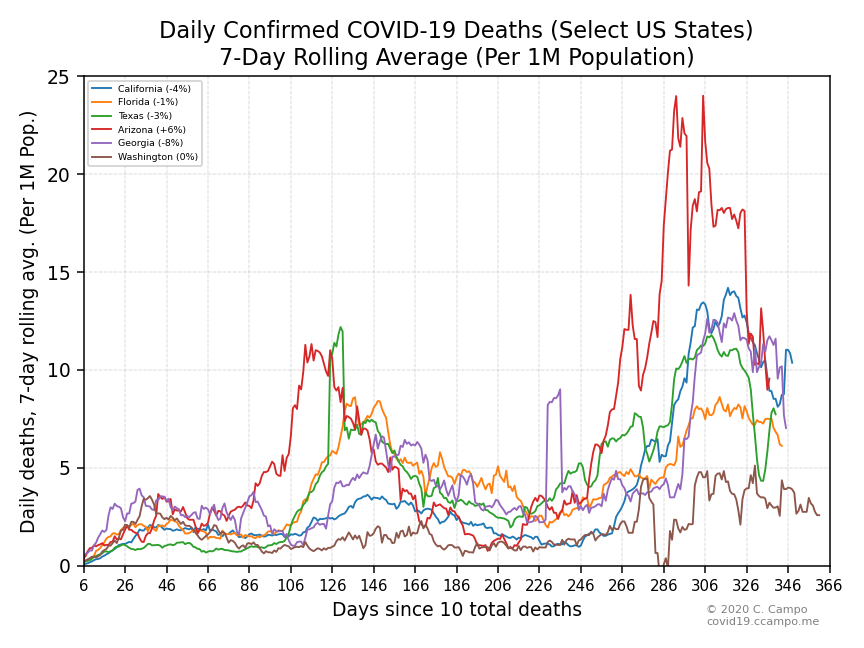 Daily Confirmed COVID-19 Deaths (Select US States)
7-Day Rolling Average (Per 1M Population)
Daily deaths, 7-day rolling avg. (Per 1M Pop.)
25
20
15
10
5
0
California (-4%)
Florida (-1%)
Texas (-3%)
Arizona (+6%)
Georgia (-8%)
Washington (0%)
6 26 46 66 86 106 126 146 166 186 206 226 246 266 286 306 326 346 366
Days since 10 total deaths
© 2020 C. Campo
covid19.ccampo.me